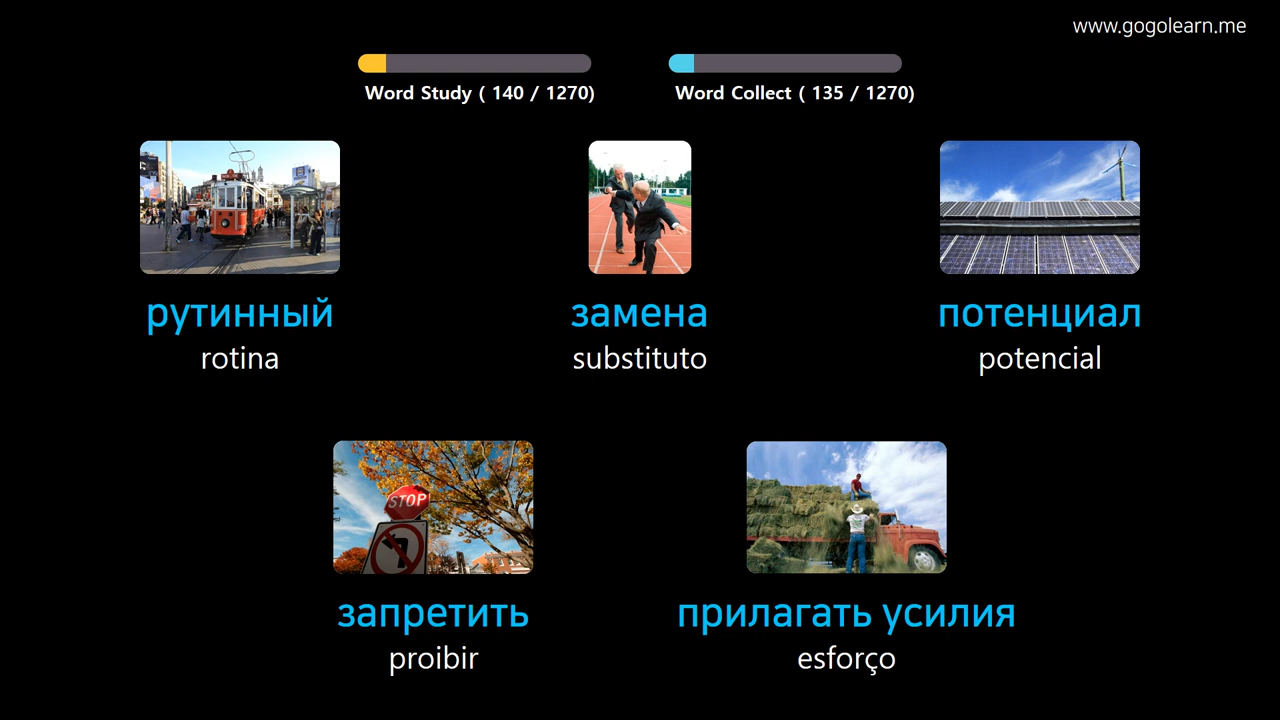 www.gogolearn.me
Word Study ( 140 / 1270)
Word Collect ( 135 / 1270)
рутинный
rotina
замена
substituto
потенциал
potencial
STOP
запретить
proibir
прилагать усилия
esforço